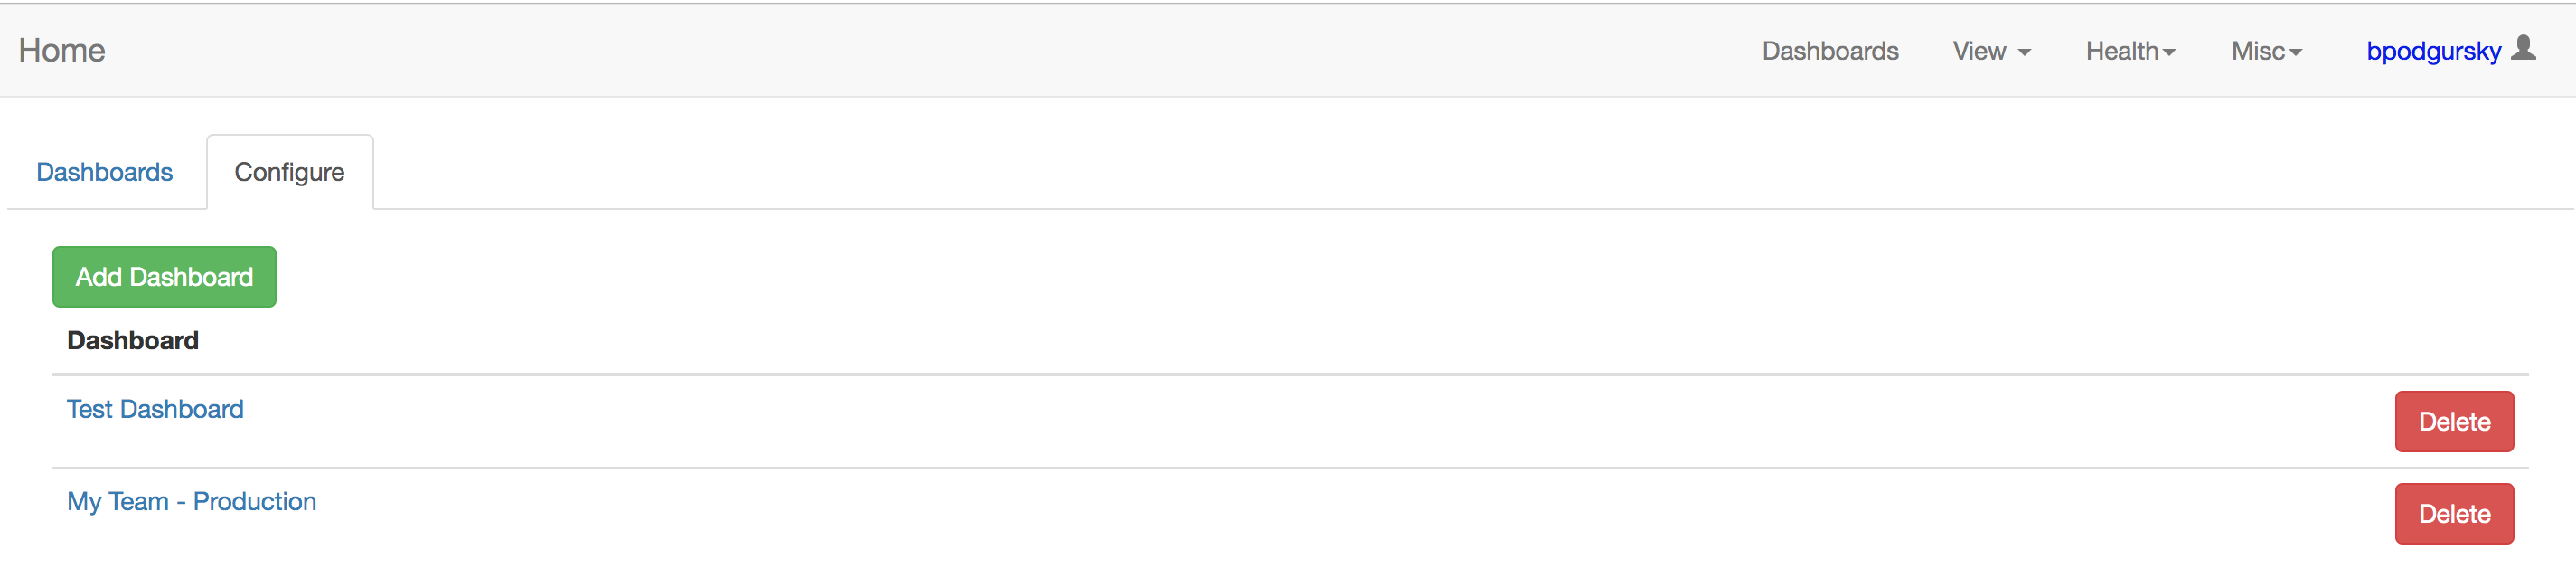 Home Dashboards View Health Misc bpodgursky
Dashboards Configure
Add Dashboard
Dashboard
Test Dashboard Delete
My Team - Production Delete